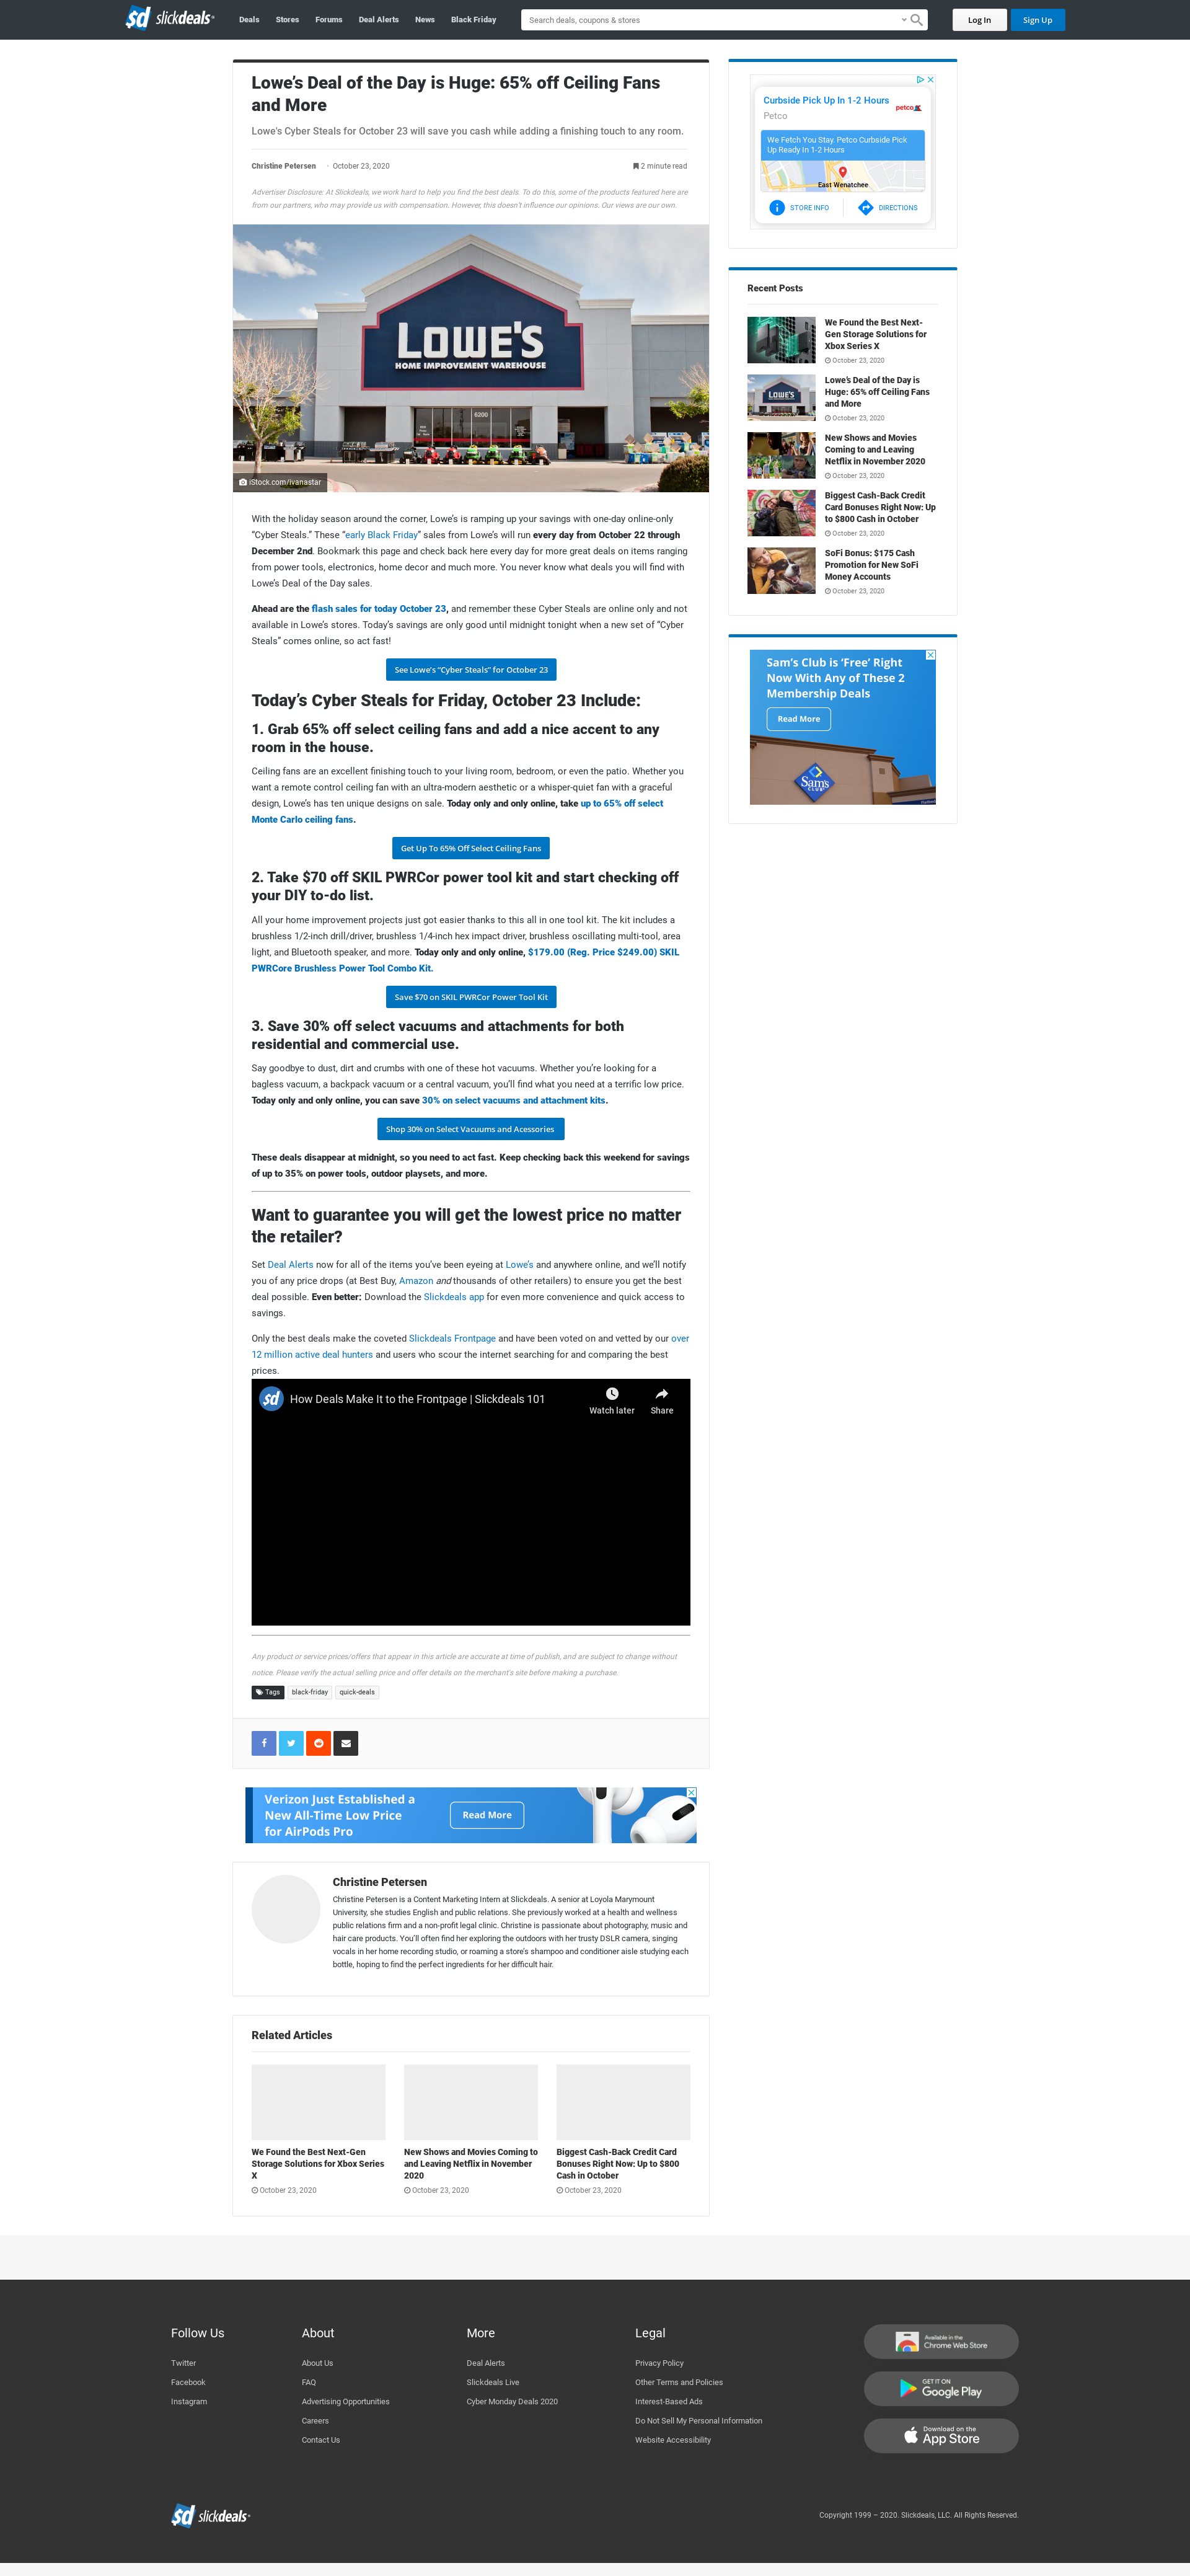 sd slickdeals
Deals
Stores
Forums
Deal Alerts
News
Black Friday
Search deals, coupons & stores
Log In
Sign Up
Lowe’s Deal of the Day is Huge: 65% off Ceiling Fans
and More
Lowe's Cyber Steals for October 23 will save you cash while adding a finishing touch to any room.
Christine Petersen · October 23, 2020
2 minute read
Advertiser Disclosure: At Slickdeals, we work hard to help you find the best deals. To do this, some of the products featured here are
from our partners, who may provide us with compensation. However, this doesn't influence our opinions. Our views are our own.
LOWE'S
HOME IMPROVEMENT WAREHOUSE
6200
iStock.com/ivanastar
With the holiday season around the corner, Lowe’s is ramping up your savings with one-day online-only
“Cyber Steals.” These “early Black Friday” sales from Lowe’s will run every day from October 22 through
December 2nd. Bookmark this page and check back here every day for more great deals on items ranging
from power tools, electronics, home decor and much more. You never know what deals you will find with
Lowe’s Deal of the Day sales.
Ahead are the flash sales for today October 23, and remember these Cyber Steals are online only and not
available in Lowe’s stores. Today’s savings are only good until midnight tonight when a new set of “Cyber
Steals” comes online, so act fast!
See Lowe’s “Cyber Steals” for October 23
Today’s Cyber Steals for Friday, October 23 Include:
1. Grab 65% off select ceiling fans and add a nice accent to any
room in the house.
Ceiling fans are an excellent finishing touch to your living room, bedroom, or even the patio. Whether you
want a remote control ceiling fan with an ultra-modern aesthetic or a whisper-quiet fan with a graceful
design, Lowe’s has ten unique designs on sale. Today only and only online, take up to 65% off select
Monte Carlo ceiling fans.
Get Up To 65% Off Select Ceiling Fans
2. Take $70 off SKIL PWRCor power tool kit and start checking off
your DIY to-do list.
All your home improvement projects just got easier thanks to this all in one tool kit. The kit includes a
brushless 1/2-inch drill/driver, brushless 1/4-inch hex impact driver, brushless oscillating multi-tool, area
light, and Bluetooth speaker, and more. Today only and only online, $179.00 (Reg. Price $249.00) SKIL
PWRCore Brushless Power Tool Combo Kit.
Save $70 on SKIL PWRCor Power Tool Kit
3. Save 30% off select vacuums and attachments for both
residential and commercial use.
Say goodbye to dust, dirt and crumbs with one of these hot vacuums. Whether you’re looking for a
bagless vacuum, a backpack vacuum or a central vacuum, you’ll find what you need at a terrific low price.
Today only and only online, you can save 30% on select vacuums and attachment kits.
Shop 30% on Select Vacuums and Acessories
These deals disappear at midnight, so you need to act fast. Keep checking back this weekend for savings
of up to 35% on power tools, outdoor playsets, and more.
Want to guarantee you will get the lowest price no matter
the retailer?
Set Deal Alerts now for all of the items you’ve been eyeing at Lowe’s and anywhere online, and we’ll notify
you of any price drops (at Best Buy, Amazon and thousands of other retailers) to ensure you get the best
deal possible. Even better: Download the Slickdeals app for even more convenience and quick access to
savings.
Only the best deals make the coveted Slickdeals Frontpage and have been voted on and vetted by our over
12 million active deal hunters and users who scour the internet searching for and comparing the best
prices.
sd How Deals Make It to the Frontpage | Slickdeals 101
Watch later
Share
Any product or service prices/offers that appear in this article are accurate at time of publish, and are subject to change without
notice. Please verify the actual selling price and offer details on the merchant's site before making a purchase.
Tags
black-friday
quick-deals
Verizon Just Established a
New All-Time Low Price
for AirPods Pro
Read More
Christine Petersen
Christine Petersen is a Content Marketing Intern at Slickdeals. A senior at Loyola Marymount
University, she studies English and public relations. She previously worked at a health and wellness
public relations firm and a non-profit legal clinic. Christine is passionate about photography, music and
hair care products. You’ll often find her exploring the outdoors with her trusty DSLR camera, singing
vocals in her home recording studio, or roaming a store’s shampoo and conditioner aisle studying each
bottle, hoping to find the perfect ingredients for her difficult hair.
Related Articles
We Found the Best Next-Gen
Storage Solutions for Xbox Series
X
October 23, 2020
New Shows and Movies Coming to
and Leaving Netflix in November
2020
October 23, 2020
Biggest Cash-Back Credit Card
Bonuses Right Now: Up to $800
Cash in October
October 23, 2020
Curbside Pick Up In 1-2 Hours
Petco
petco
We Fetch You Stay. Petco Curbside Pick
Up Ready In 1-2 Hours
East Wenatchee
STORE INFO
DIRECTIONS
Recent Posts
We Found the Best Next-
Gen Storage Solutions for
Xbox Series X
October 23, 2020
Lowe’s Deal of the Day is
Huge: 65% off Ceiling Fans
and More
October 23, 2020
New Shows and Movies
Coming to and Leaving
Netflix in November 2020
October 23, 2020
Biggest Cash-Back Credit
Card Bonuses Right Now: Up
to $800 Cash in October
October 23, 2020
SoFi Bonus: $175 Cash
Promotion for New SoFi
Money Accounts
October 23, 2020
Sam’s Club is ‘Free’ Right
Now With Any of These 2
Membership Deals
Read More
Sam's
CLUB
Follow Us
Twitter
Facebook
Instagram
About
About Us
FAQ
Advertising Opportunities
Careers
Contact Us
More
Deal Alerts
Slickdeals Live
Cyber Monday Deals 2020
Legal
Privacy Policy
Other Terms and Policies
Interest-Based Ads
Do Not Sell My Personal Information
Website Accessibility
Available in the
Chrome Web Store
GET IT ON
Google Play
Download on the
App Store
sd slickdeals
Copyright 1999 – 2020. Slickdeals, LLC. All Rights Reserved.